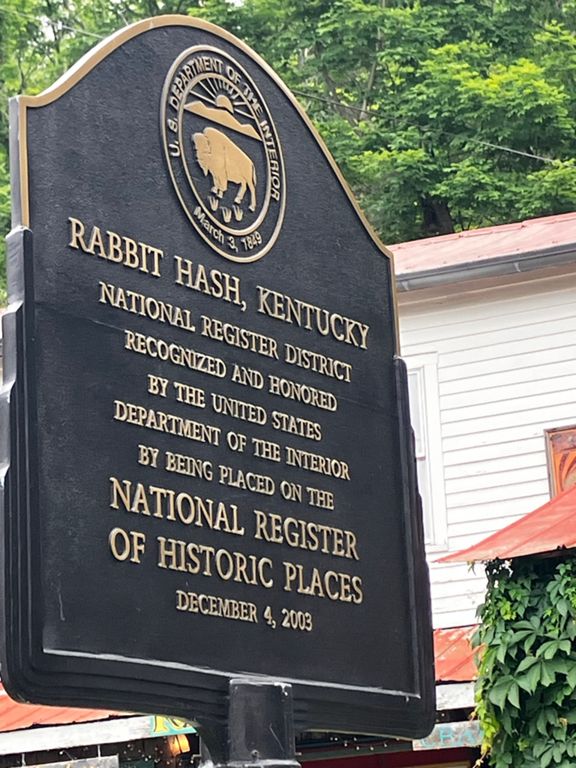 U. S. DEPARTMENT OF THE INTERIOR
March 3, 1849
RABBIT HASH, KENTUCKY
NATIONAL REGISTER DISTRICT
RECOGNIZED AND HONORED
BY THE UNITED STATES
DEPARTMENT OF THE INTERIOR
BY BEING PLACED ON THE
NATIONAL REGISTER
OF HISTORIC PLACES
DECEMBER 4, 2003